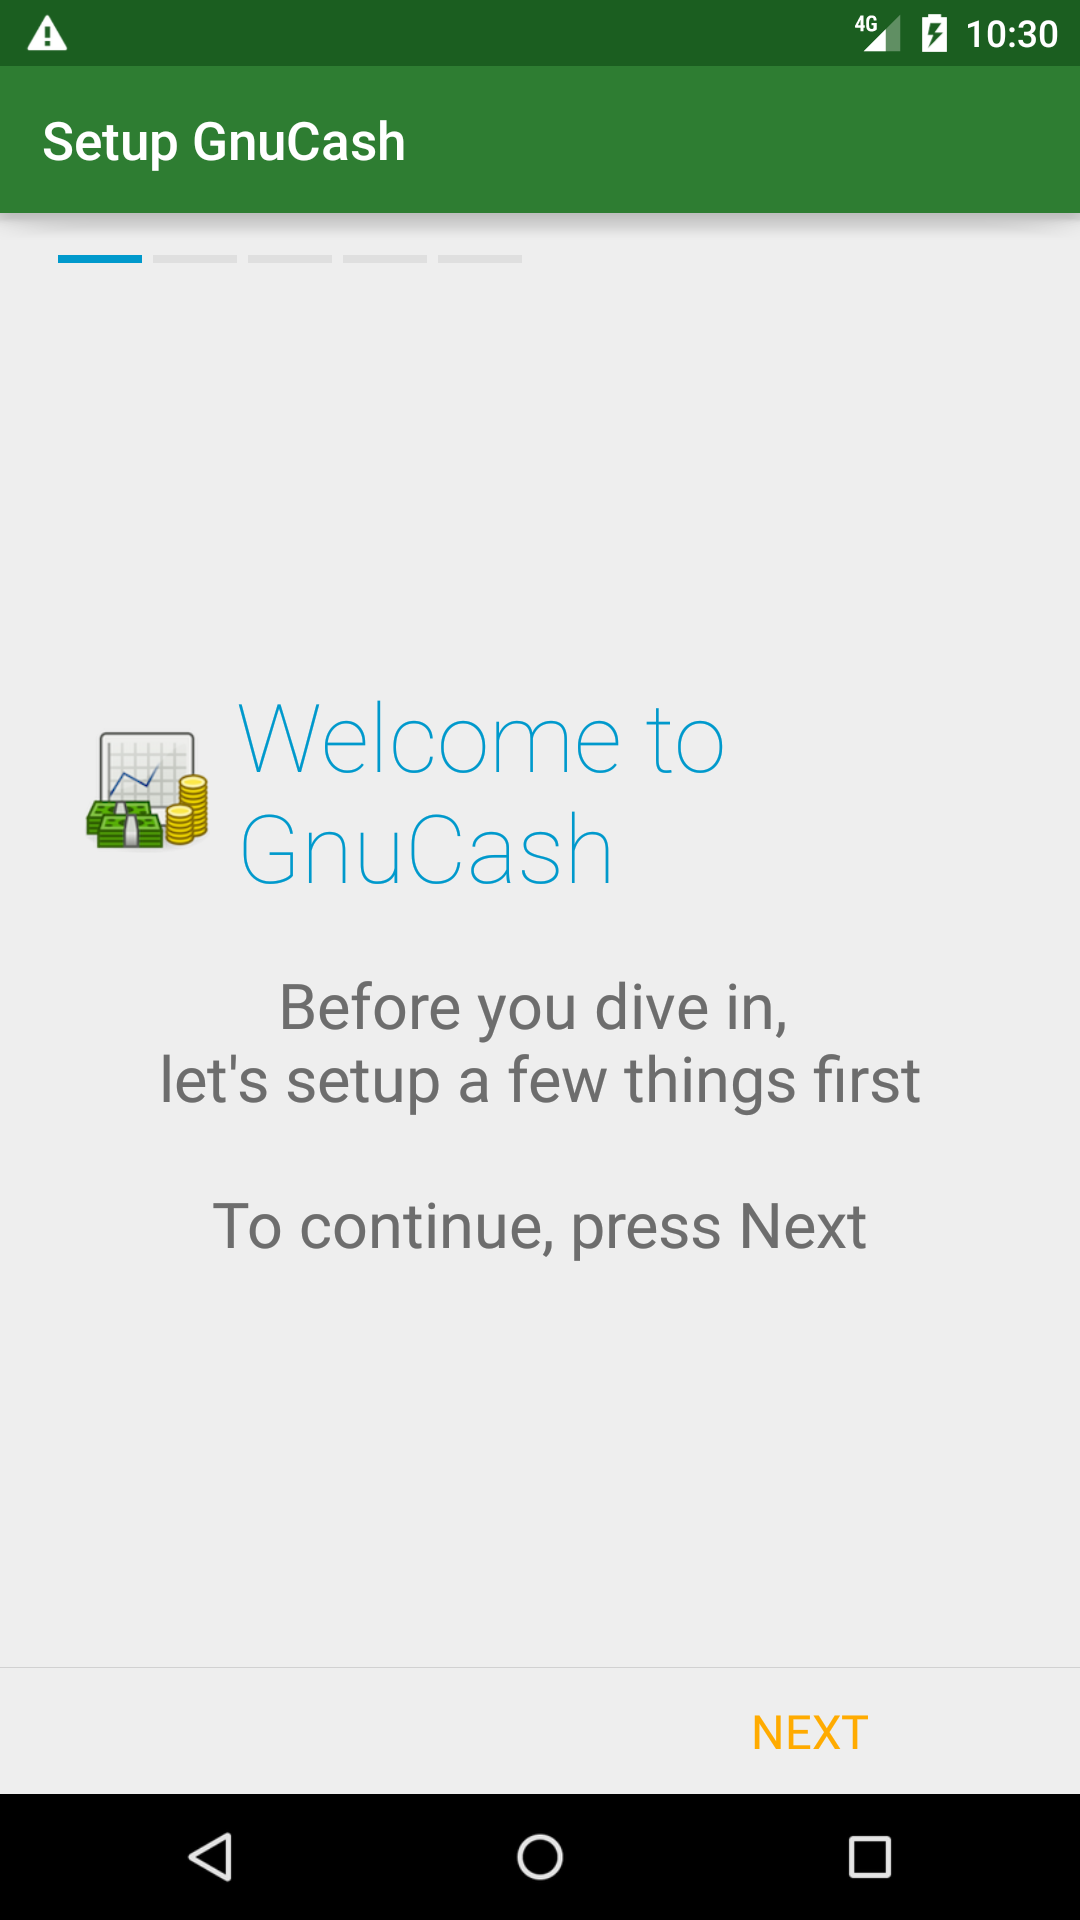 4G 10:30
Setup GnuCash
Welcome to
GnuCash
Before you dive in,
let's setup a few things first
To continue, press Next
NEXT